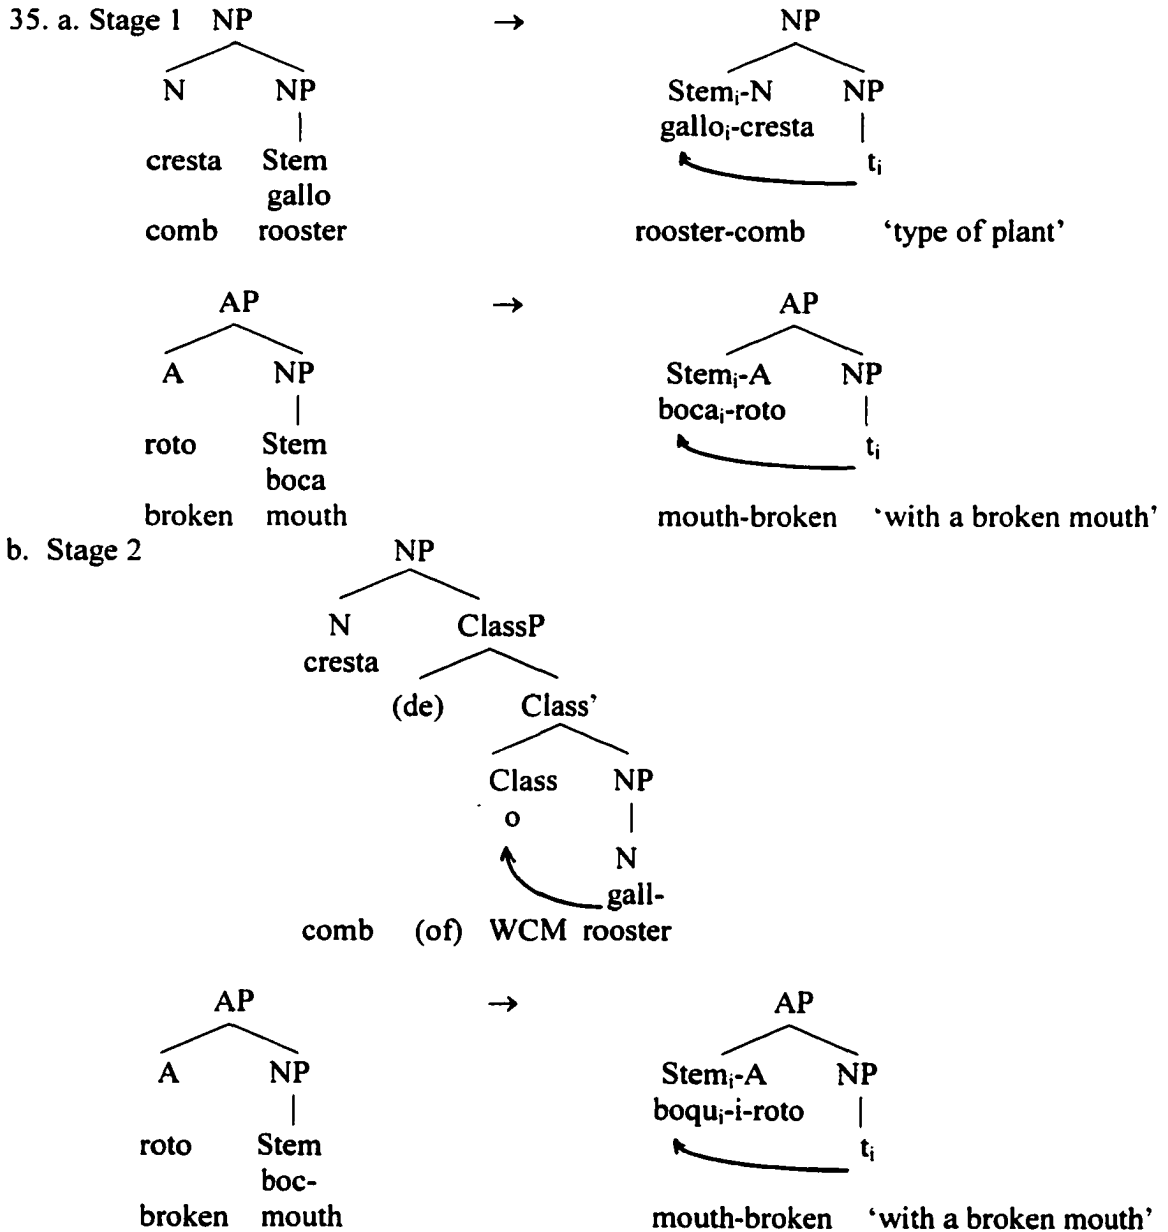 35. a. Stage 1 NP → NP
N NP Stemᵢ-N NP
galloᵢ-cresta
cresta Stem tᵢ
gallo
comb rooster rooster-comb ‘type of plant’
AP → AP
A NP Stemᵢ-A NP
bocaᵢ-roto
roto Stem tᵢ
boca
broken mouth mouth-broken ‘with a broken mouth’
b. Stage 2 NP
N ClassP
cresta
(de) Class’
Class NP
o
N
gall-
comb (of) WCM rooster
AP → AP
A NP Stemᵢ-A NP
boquᵢ-i-roto
roto Stem tᵢ
boc-
broken mouth mouth-broken ‘with a broken mouth’